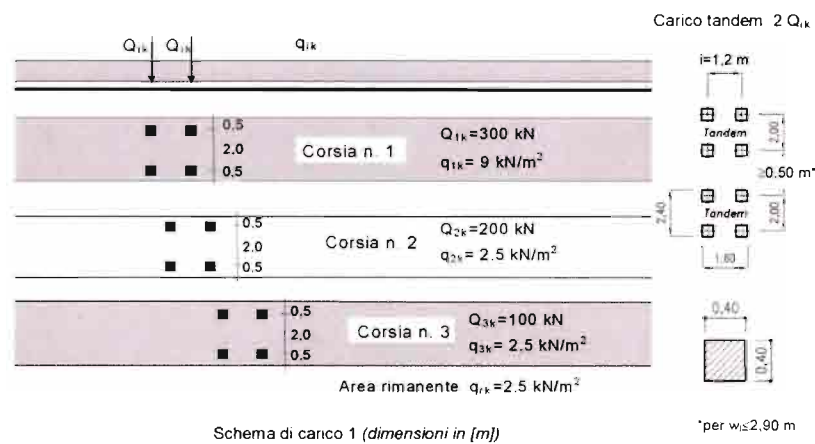 Carico tandem 2 Qik
Qik Qik qik
i=1,2 m
0,5
2.0
0.5
Corsia n. 1
Q1k=300 kN
q1k= 9 kN/m²
Tandem
2,00
≥0.50 m*
0.5
2.0
0.5
Corsia n. 2
Q2k=200 kN
q2k= 2.5 kN/m²
2,40
Tandem
2,00
1,60
0,5
2.0
0.5
Corsia n. 3
Q3k=100 kN
q3k= 2.5 kN/m²
0,40
0,40
Area rimanente qrk=2.5 kN/m²
Schema di carico 1 (dimensioni in [m])
*per wl≤2,90 m